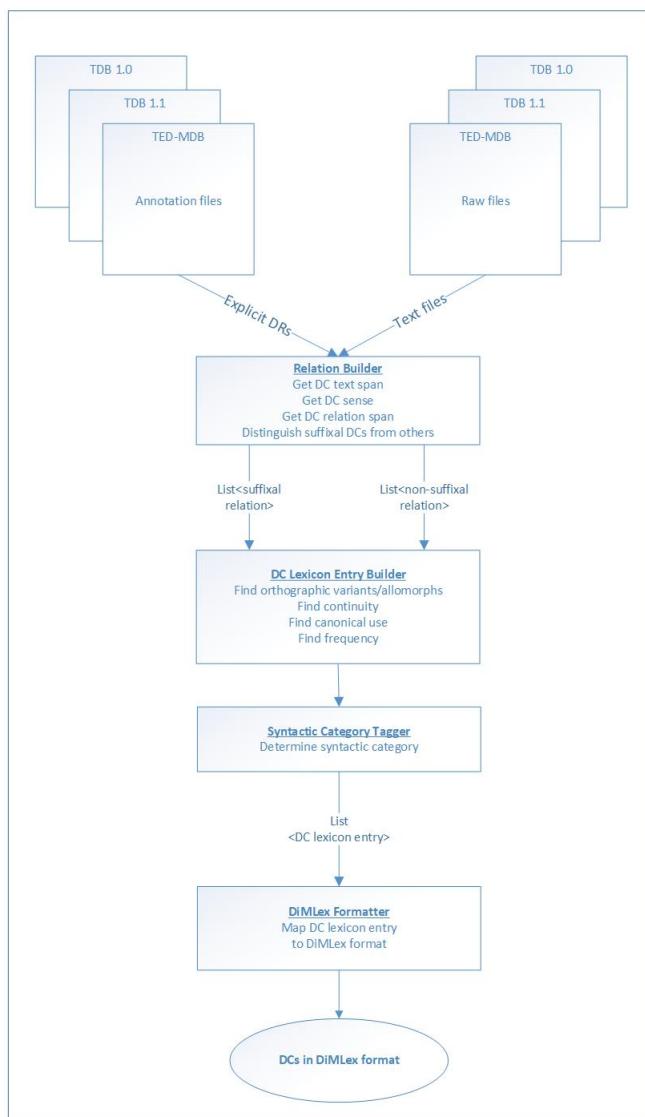 TDB 1.0
TDB 1.1
TED-MDB
Annotation files
TDB 1.0
TDB 1.1
TED-MDB
Raw files
Explicit DRs
Text files
Relation Builder
Get DC text span
Get DC sense
Get DC relation span
Distinguish suffixal DCs from others
List<suffixal
relation>
List<non-suffixal
relation>
DC Lexicon Entry Builder
Find orthographic variants/allomorphs
Find continuity
Find canonical use
Find frequency
Syntactic Category Tagger
Determine syntactic category
List
<DC lexicon entry>
DiMLex Formatter
Map DC lexicon entry
to DiMLex format
DCs in DiMLex format